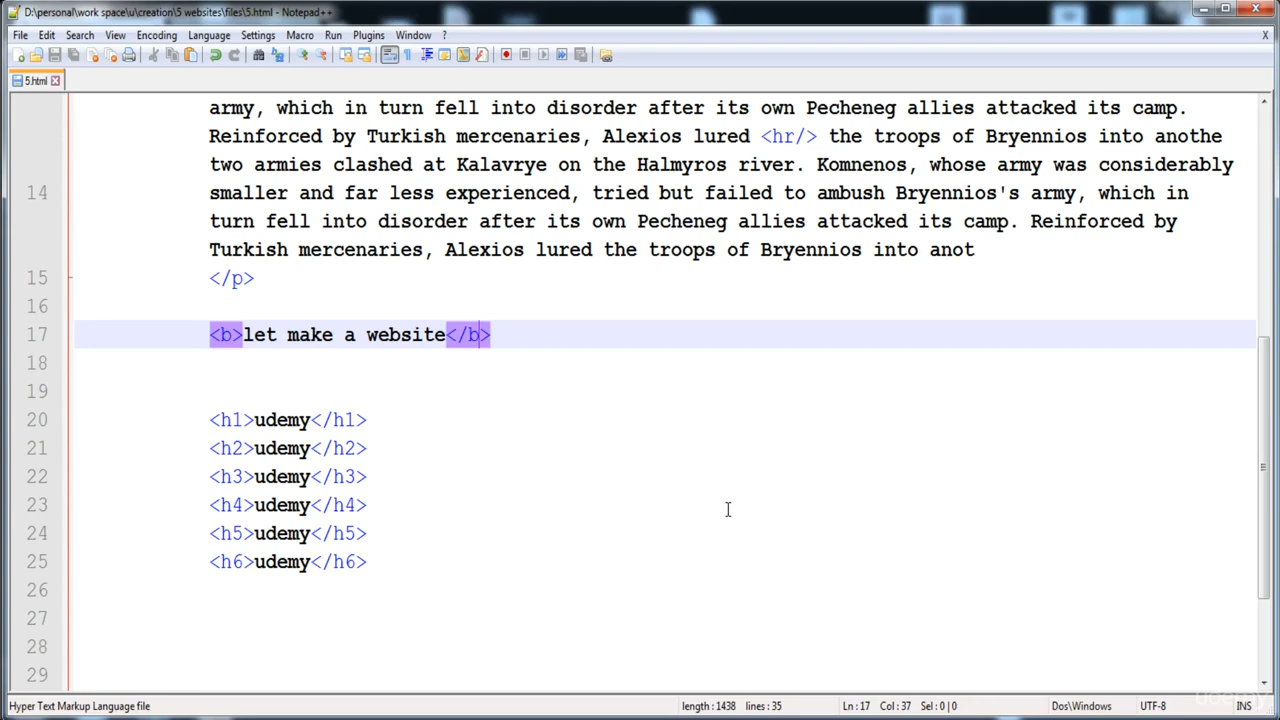 D:\personal\work space\u\creation\5 websites\files\5.html - Notepad++
File Edit Search View Encoding Language Settings Macro Run Plugins Window ? X
5.html
army, which in turn fell into disorder after its own Pecheneg allies attacked its camp.
Reinforced by Turkish mercenaries, Alexios lured <hr/> the troops of Bryennios into anothe
two armies clashed at Kalavrye on the Halmyros river. Komnenos, whose army was considerably
14 smaller and far less experienced, tried but failed to ambush Bryennios's army, which in
turn fell into disorder after its own Pecheneg allies attacked its camp. Reinforced by
Turkish mercenaries, Alexios lured the troops of Bryennios into anot
15 </p>
16
17 <b>let make a website</b>
18
19
20 <h1>udemy</h1>
21 <h2>udemy</h2>
22 <h3>udemy</h3>
23 <h4>udemy</h4>
24 <h5>udemy</h5>
25 <h6>udemy</h6>
26
27
28
29
Hyper Text Markup Language file length : 1438 lines : 35 Ln : 17 Col : 37 Sel : 0 | 0 Dos\Windows UTF-8 INS
udemy